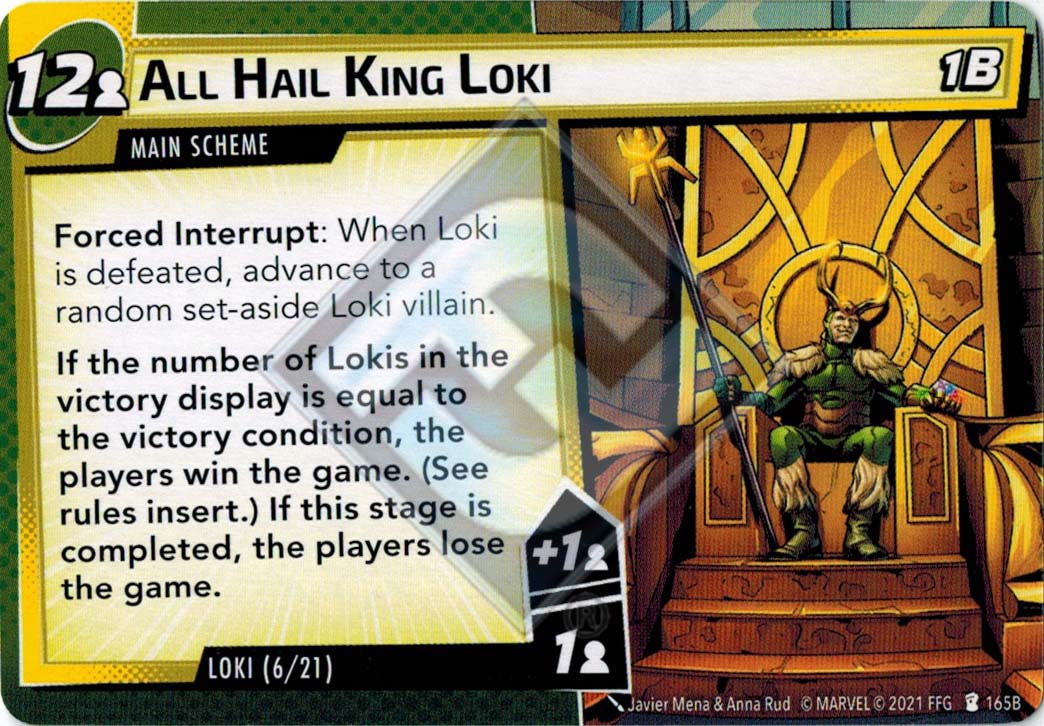 12
ALL HAIL KING LOKI
1B
MAIN SCHEME
Forced Interrupt: When Loki
is defeated, advance to a
random set-aside Loki villain.
If the number of Lokis in the
victory display is equal to
the victory condition, the
players win the game. (See
rules insert.) If this stage is
completed, the players lose
the game.
+1
1
LOKI (6/21)
Javier Mena & Anna Rud © MARVEL © 2021 FFG 165B
®